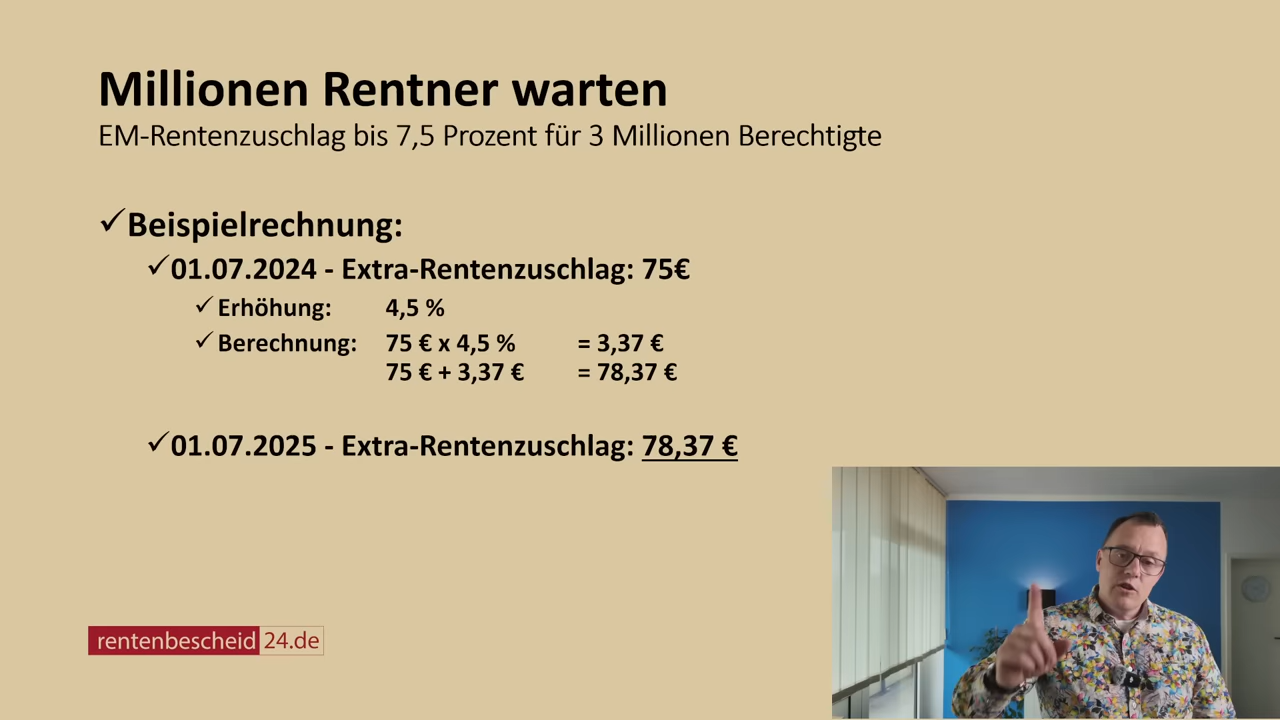 Millionen Rentner warten
EM-Rentenzuschlag bis 7,5 Prozent für 3 Millionen Berechtigte
✓Beispielrechnung:
✓01.07.2024 - Extra-Rentenzuschlag: 75€
✓Erhöhung: 4,5 %
✓Berechnung: 75 € x 4,5 % = 3,37 €
75 € + 3,37 € = 78,37 €
✓01.07.2025 - Extra-Rentenzuschlag: 78,37 €
rentenbescheid 24.de